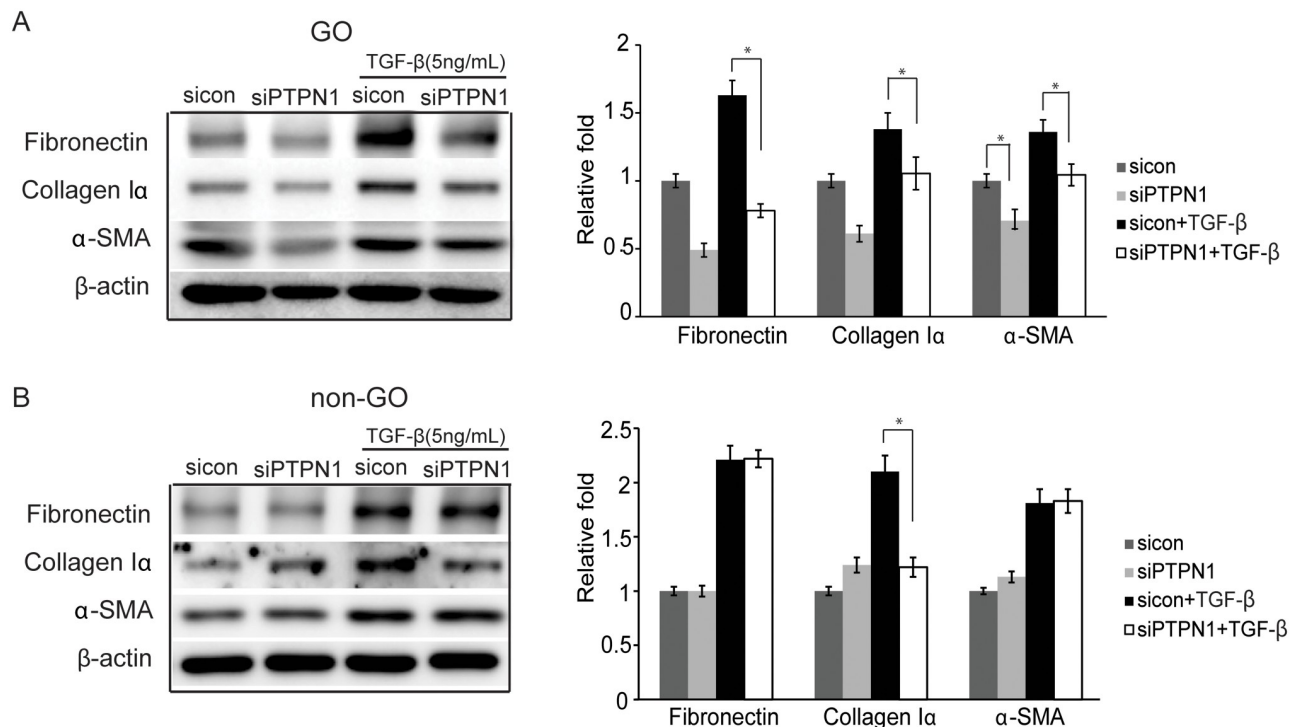 A
GO
TGF-β(5ng/mL)
sicon siPTPN1 sicon siPTPN1
Fibronectin
Collagen Iα
α-SMA
β-actin
Relative fold
2
1.5
1
0.5
0
* * * *
Fibronectin Collagen Iα α-SMA
sicon
siPTPN1
sicon+TGF-β
siPTPN1+TGF-β
B
non-GO
TGF-β(5ng/mL)
sicon siPTPN1 sicon siPTPN1
Fibronectin
Collagen Iα
α-SMA
β-actin
Relative fold
2.5
2
1.5
1
0.5
0
*
Fibronectin Collagen Iα α-SMA
sicon
siPTPN1
sicon+TGF-β
siPTPN1+TGF-β